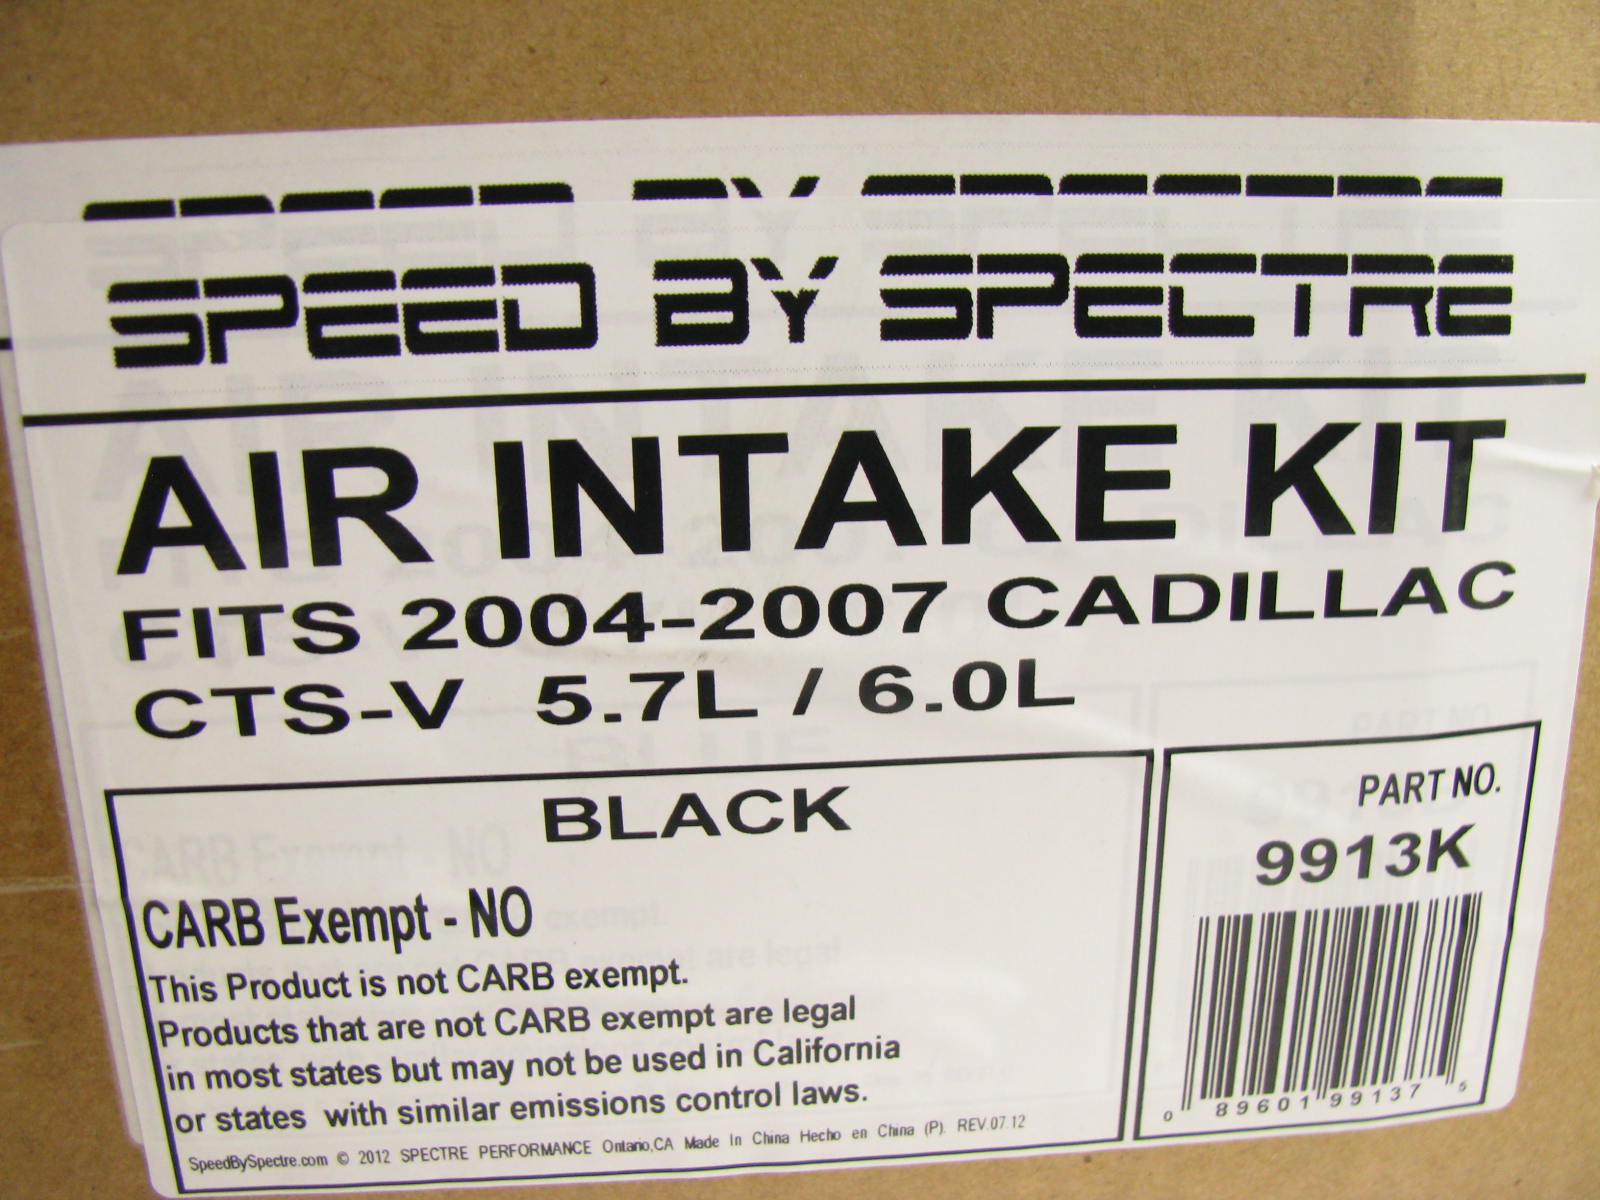 SPEED BY SPECTRE
SPEED BY SPECTRE
AIR INTAKE KIT
FITS 2004-2007 CADILLAC
CTS-V 5.7L / 6.0L
BLACK
CARB Exempt - NO
This Product is not CARB exempt.
Products that are not CARB exempt are legal
in most states but may not be used in California
or states with similar emissions control laws.
SpeedBySpectre.com © 2012 SPECTRE PERFORMANCE Ontario,CA Made In China Hecho en China (P). REV.07.12
PART NO.
9913K
0 89601 99137 5